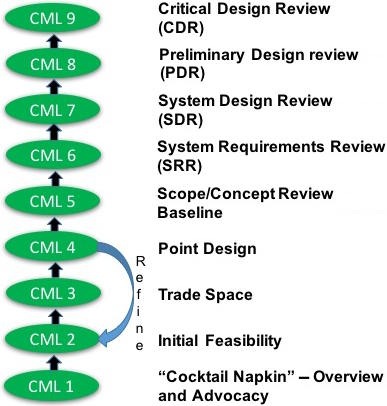 CML 9
Critical Design Review
(CDR)
CML 8
Preliminary Design review
(PDR)
CML 7
System Design Review
(SDR)
CML 6
System Requirements Review
(SRR)
CML 5
Scope/Concept Review
Baseline
CML 4
Point Design
Refine
CML 3
Trade Space
CML 2
Initial Feasibility
CML 1
“Cocktail Napkin” – Overview
and Advocacy